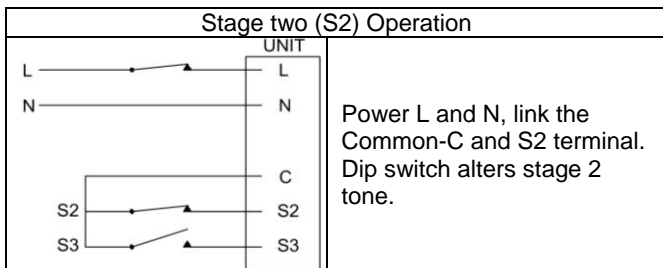 Stage two (S2) Operation
UNIT
L L
N N
C
S2 S2
S3 S3
Power L and N, link the
Common-C and S2 terminal.
Dip switch alters stage 2
tone.